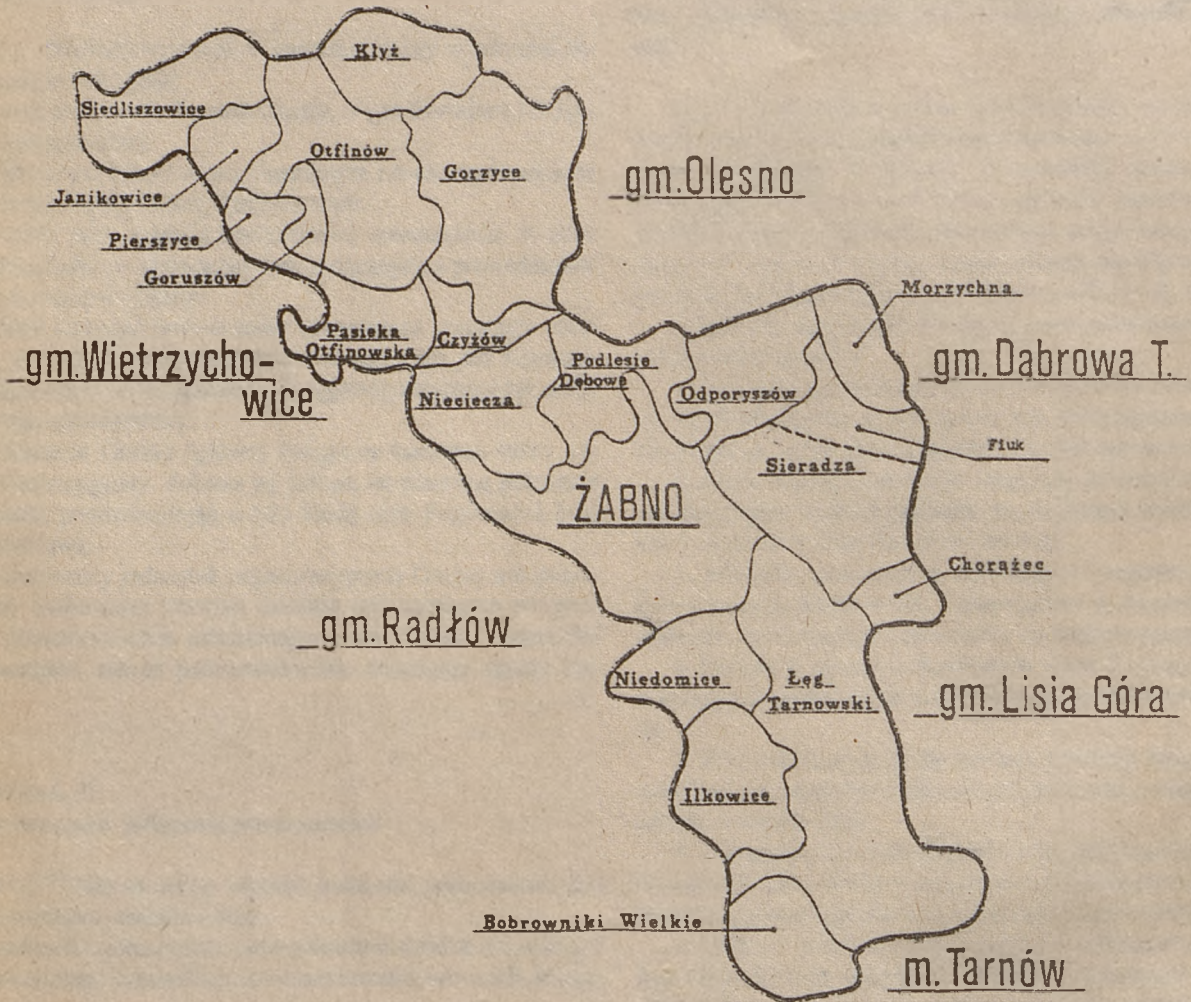 Kłyż
Siedliszowice
Otfinów
Gorzyce
gm.Olesno
Janikowice
Pierszyce
Goruszów
Morzychna
Pasieka
Otfinowska
Czyżów
Podlesie
Dębowe
gm.Wietrzycho-
wice
gm.Dąbrowa T.
Nieciecza
Odporyszów
Fiuk
Sieradza
ŻABNO
Chorążec
gm.Radłów
Niedomice
Łęg
Tarnowski
gm.Lisia Góra
Ilkowice
Bobrowniki Wielkie
m.Tarnów